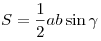 S = \frac{1}{2} ab \sin \gamma